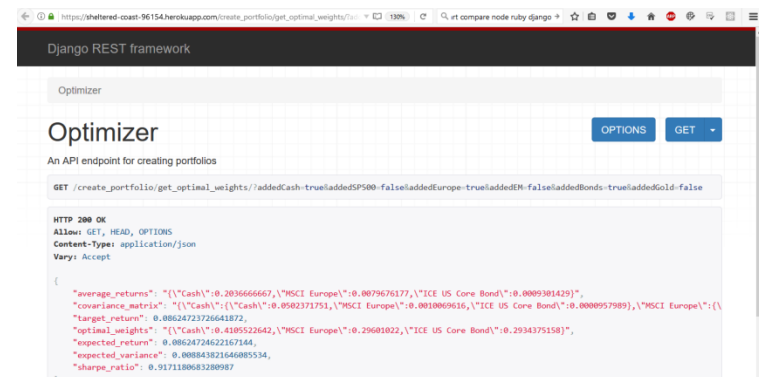 https://sheltered-coast-96154.herokuapp.com/create_portfolio/get_optimal_weights/?a
130%
rt compare node ruby django
Django REST framework
Optimizer
Optimizer
OPTIONS
GET
An API endpoint for creating portfolios
GET /create_portfolio/get_optimal_weights/?addedCash=true&addedSP500=false&addedEurope=true&addedEM=false&addedBonds=true&addedGold=false
HTTP 200 OK
Allow: GET, HEAD, OPTIONS
Content-Type: application/json
Vary: Accept
{
"average_returns": "{\"Cash\":0.2036666667,\"MSCI Europe\":0.0079676177,\"ICE US Core Bond\":0.0009301429}",
"covariance_matrix": "{\"Cash\":{\"Cash\":0.0502371751,\"MSCI Europe\":0.0010069616,\"ICE US Core Bond\":0.0000957989},\"MSCI Europe\":{\
"target_return": 0.08624723726641872,
"optimal_weights": "{\"Cash\":0.4105522642,\"MSCI Europe\":0.29601022,\"ICE US Core Bond\":0.2934375158}",
"expected_return": 0.08624724622167144,
"expected_variance": 0.008843821646085534,
"sharpe_ratio": 0.9171180683280987